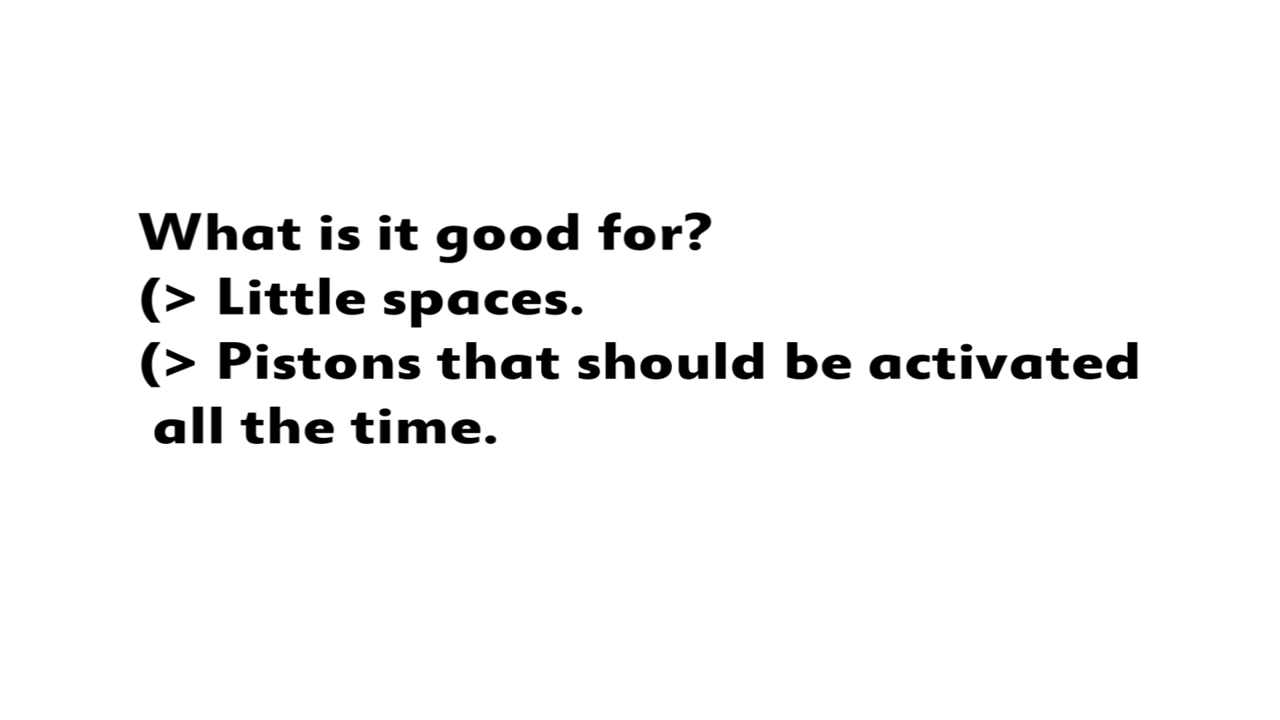 What is it good for?
(> Little spaces.
(> Pistons that should be activated
all the time.